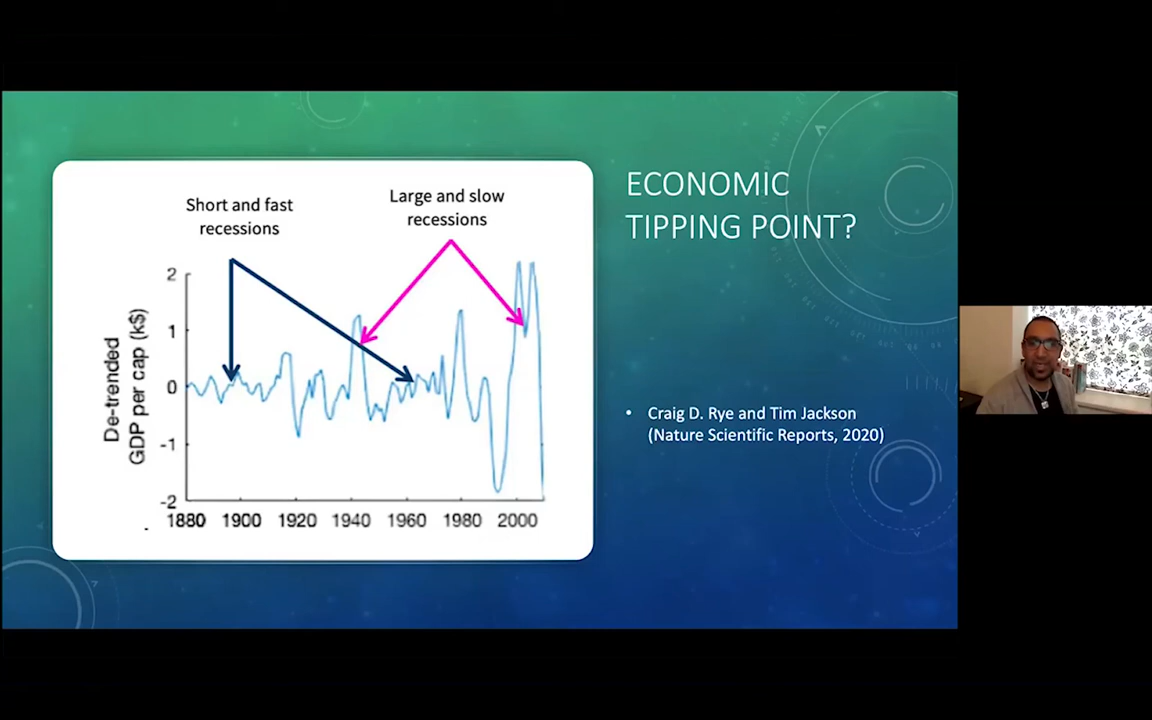 ECONOMIC
TIPPING POINT?
Short and fast
recessions
Large and slow
recessions
De-trended
GDP per cap (k$)
2
1
0
-1
-2
1880
1900
1920
1940
1960
1980
2000
• Craig D. Rye and Tim Jackson
(Nature Scientific Reports, 2020)